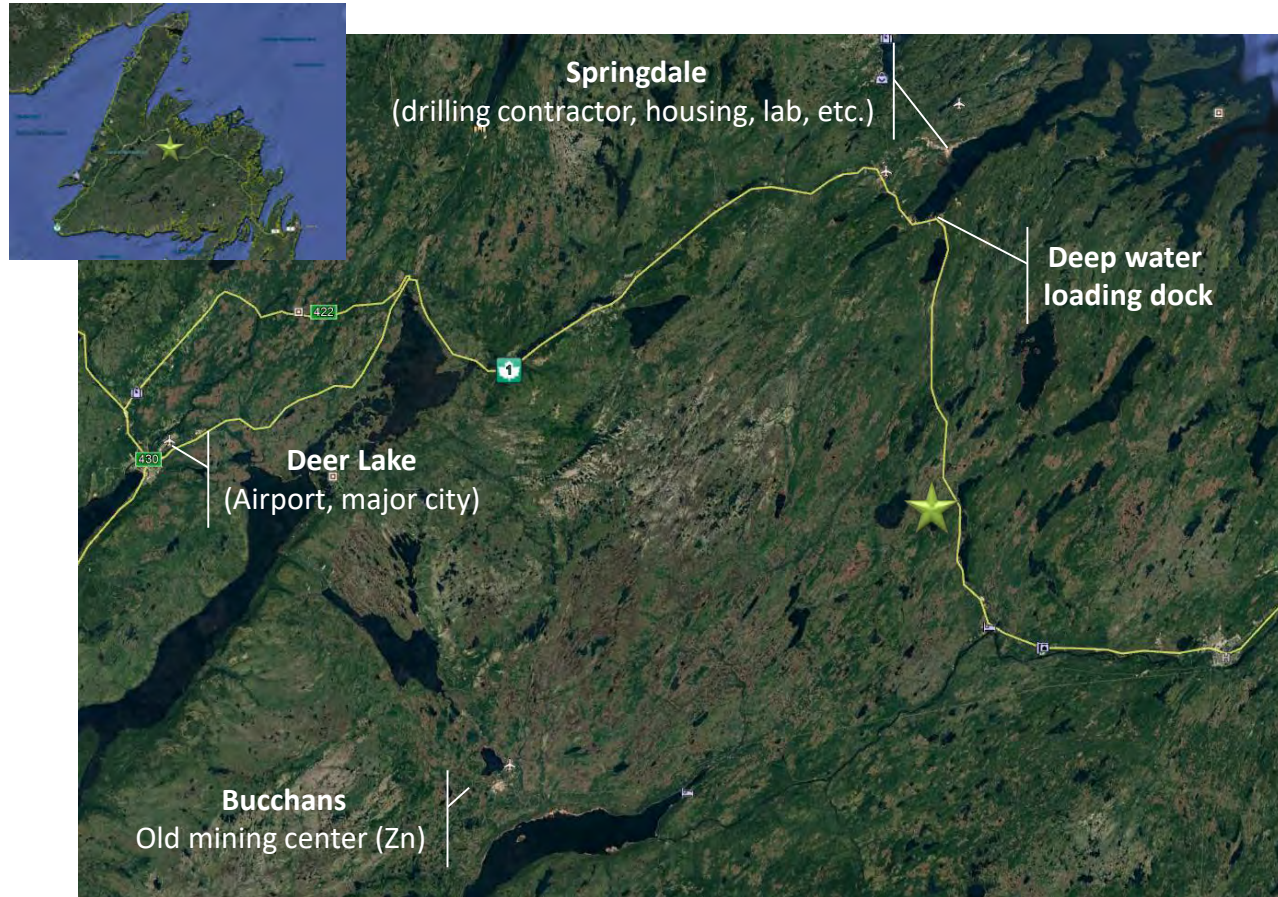 Springdale
(drilling contractor, housing, lab, etc.)
Deep water
loading dock
422
1
430
Deer Lake
(Airport, major city)
Bucchans
Old mining center (Zn)